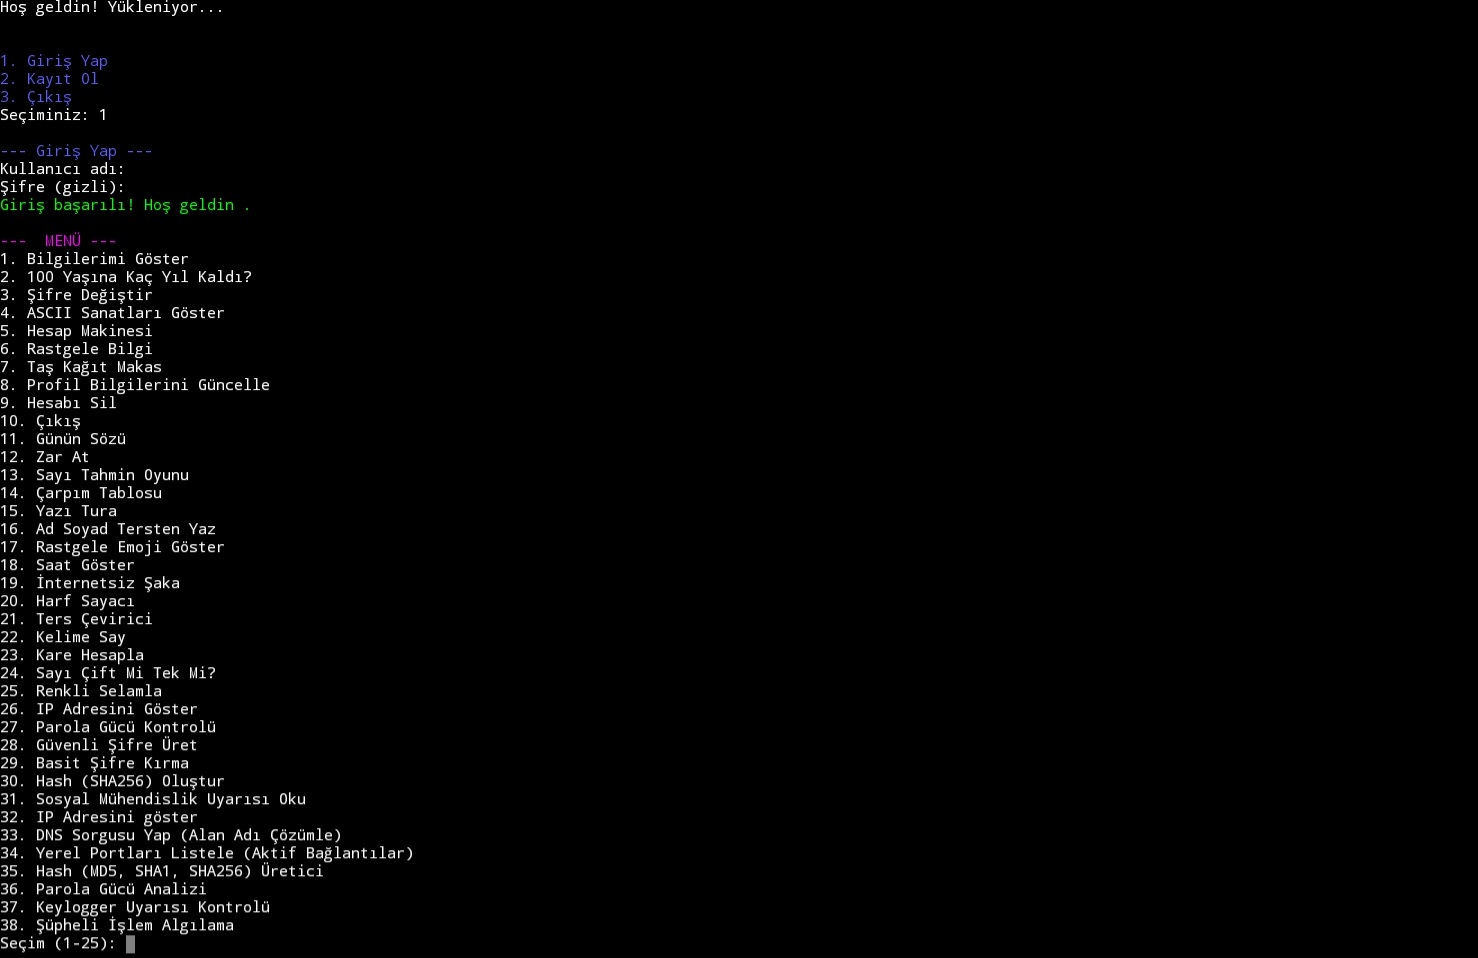 Hoş geldin! Yükleniyor...
1. Giriş Yap
2. Kayıt Ol
3. Çıkış
Seçiminiz: 1
--- Giriş Yap ---
Kullanıcı adı:
Şifre (gizli):
Giriş başarılı! Hoş geldin .
---  MENÜ ---
1. Bilgilerimi Göster
2. 100 Yaşına Kaç Yıl Kaldı?
3. Şifre Değiştir
4. ASCII Sanatları Göster
5. Hesap Makinesi
6. Rastgele Bilgi
7. Taş Kağıt Makas
8. Profil Bilgilerini Güncelle
9. Hesabı Sil
10. Çıkış
11. Günün Sözü
12. Zar At
13. Sayı Tahmin Oyunu
14. Çarpım Tablosu
15. Yazı Tura
16. Ad Soyad Tersten Yaz
17. Rastgele Emoji Göster
18. Saat Göster
19. İnternetsiz Şaka
20. Harf Sayacı
21. Ters Çevirici
22. Kelime Say
23. Kare Hesapla
24. Sayı Çift Mi Tek Mi?
25. Renkli Selamla
26. IP Adresini Göster
27. Parola Gücü Kontrolü
28. Güvenli Şifre Üret
29. Basit Şifre Kırma
30. Hash (SHA256) Oluştur
31. Sosyal Mühendislik Uyarısı Oku
32. IP Adresini göster
33. DNS Sorgusu Yap (Alan Adı Çözümle)
34. Yerel Portları Listele (Aktif Bağlantılar)
35. Hash (MD5, SHA1, SHA256) Üretici
36. Parola Gücü Analizi
37. Keylogger Uyarısı Kontrolü
38. Şüpheli İşlem Algılama
Seçim (1-25):